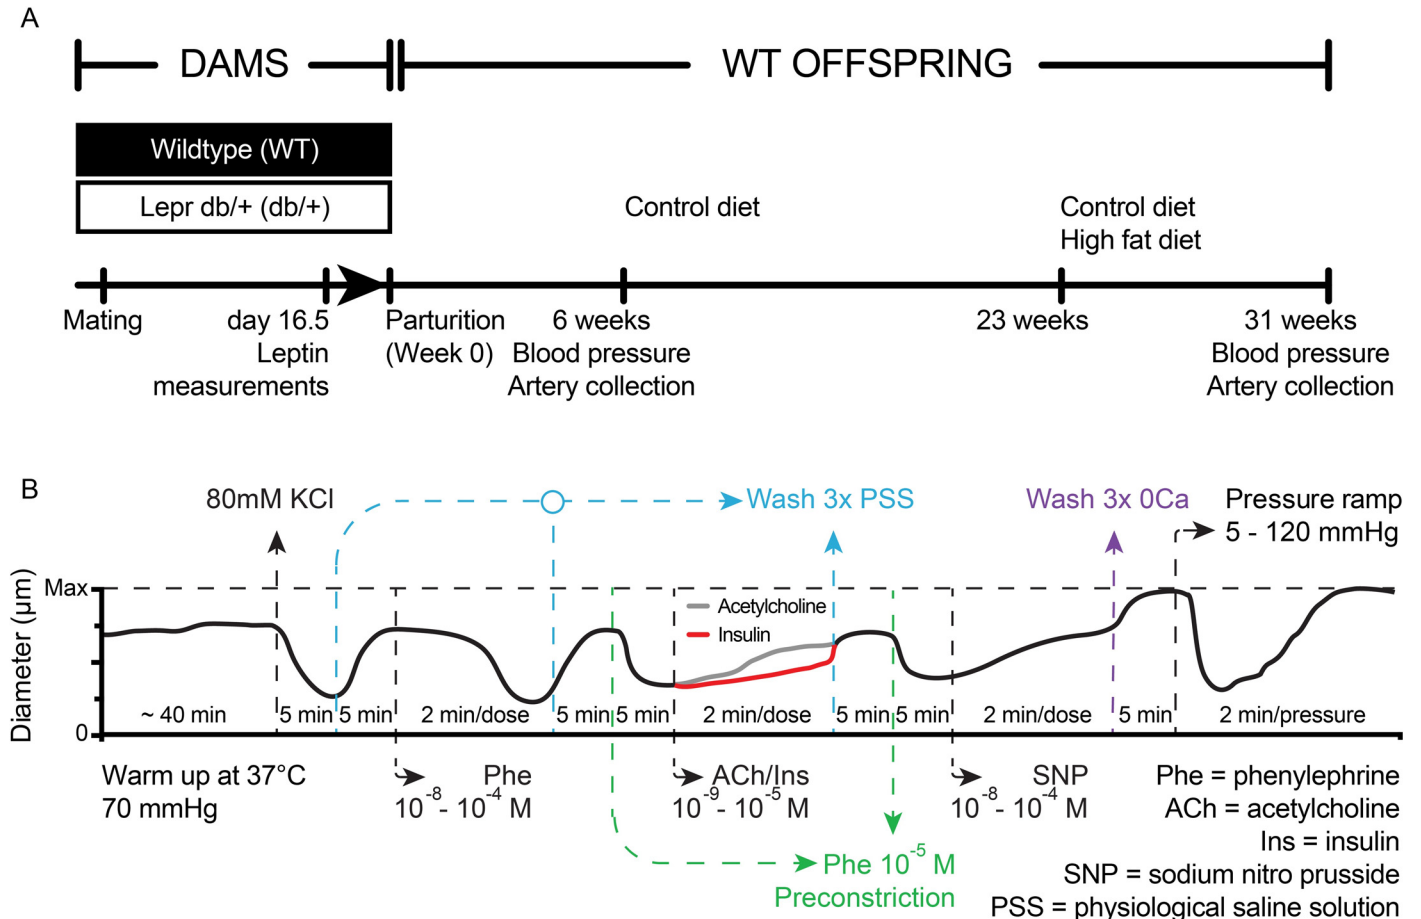 A
DAMS
WT OFFSPRING
Wildtype (WT)
Lepr db/+ (db/+)
Control diet
Control diet
High fat diet
Mating
day 16.5
Leptin
measurements
Parturition
(Week 0)
6 weeks
Blood pressure
Artery collection
23 weeks
31 weeks
Blood pressure
Artery collection
B
80mM KCl
Wash 3x PSS
Wash 3x 0Ca
Pressure ramp
5 - 120 mmHg
Diameter (µm)
Max
0
Acetylcholine
Insulin
~ 40 min
5 min
5 min
2 min/dose
5 min
5 min
2 min/dose
5 min
5 min
2 min/dose
5 min
2 min/pressure
Warm up at 37°C
70 mmHg
Phe
10⁻⁸ - 10⁻⁴ M
ACh/Ins
10⁻⁹ - 10⁻⁵ M
SNP
10⁻⁸ - 10⁻⁴ M
Phe 10⁻⁵ M
Preconstriction
Phe = phenylephrine
ACh = acetylcholine
Ins = insulin
SNP = sodium nitro prusside
PSS = physiological saline solution